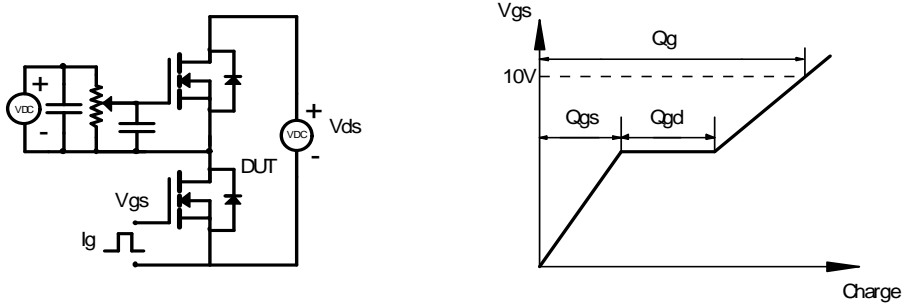 +
VDC
-
+
VDC
-
Vds
DUT
Vgs
Ig
Vgs
Qg
10V
Qgs
Qgd
Charge